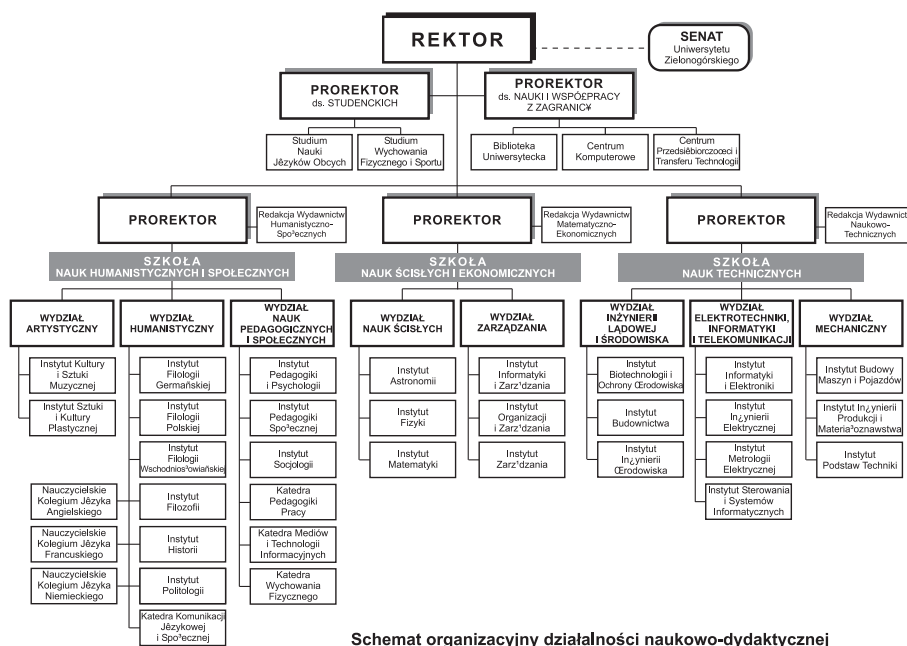 REKTOR
SENAT
Uniwersytetu
Zielonogórskiego
PROREKTOR
ds. STUDENCKICH
PROREKTOR
ds. NAUKI I WSPÓ£PRACY
Z ZAGRANIC¥
Studium
Nauki
Jêzyków Obcych
Studium
Wychowania
Fizycznego i Sportu
Biblioteka
Uniwersytecka
Centrum
Komputerowe
Centrum
Przedsiêbiorczoœci i
Transferu Technologii
PROREKTOR
Redakcja Wydawnictw
Humanistyczno-
Spo³ecznych
PROREKTOR
Redakcja Wydawnictw
Matematyczno-
Ekonomicznych
PROREKTOR
Redakcja Wydawnictw
Naukowo-
Technicznych
SZKOŁA
NAUK HUMANISTYCZNYCH I SPOŁECZNYCH
SZKOŁA
NAUK ŚCISŁYCH I EKONOMICZNYCH
SZKOŁA
NAUK TECHNICZNYCH
WYDZIAŁ
ARTYSTYCZNY
WYDZIAŁ
HUMANISTYCZNY
WYDZIAŁ
NAUK
PEDAGOGICZNYCH
I SPOŁECZNYCH
WYDZIAŁ
NAUK ŚCISŁYCH
WYDZIAŁ
ZARZĄDZANIA
WYDZIAŁ
INŻYNIERII
LĄDOWEJ
I ŚRODOWISKA
WYDZIAŁ
ELEKTROTECHNIKI,
INFORMATYKI
I TELEKOMUNIKACJI
WYDZIAŁ
MECHANICZNY
Instytut Kultury
i Sztuki
Muzycznej
Instytut Sztuki
i Kultury
Plastycznej
Instytut
Filologii
Germańskiej
Instytut
Filologii
Polskiej
Instytut
Filologii
Wschodnios³owiańskiej
Nauczycielskie
Kolegium Jêzyka
Angielskiego
Instytut
Filozofii
Nauczycielskie
Kolegium Jêzyka
Francuskiego
Instytut
Historii
Nauczycielskie
Kolegium Jêzyka
Niemieckiego
Instytut
Politologii
Katedra Komunikacji
Jêzykowej
i Spo³ecznej
Instytut
Pedagogiki
i Psychologii
Instytut
Pedagogiki
Spo³ecznej
Instytut
Socjologii
Katedra
Pedagogiki
Pracy
Katedra Mediów
i Technologii
Informacyjnych
Katedra
Wychowania
Fizycznego
Instytut
Astronomii
Instytut
Fizyki
Instytut
Matematyki
Instytut
Informatyki
i Zarz¹dzania
Instytut
Organizacji
i Zarz¹dzania
Instytut
Zarz¹dzania
Instytut
Biotechnologii i
Ochrony Œrodowiska
Instytut
Budownictwa
Instytut
In¿ynierii
Œrodowiska
Instytut
Informatyki
i Elektroniki
Instytut
In¿ynierii
Elektrycznej
Instytut
Metrologii
Elektrycznej
Instytut Sterowania
i Systemów
Informatycznych
Instytut Budowy
Maszyn i Pojazdów
Instytut In¿ynierii
Produkcji i
Materia³oznawstwa
Instytut
Podstaw Techniki
Schemat organizacyjny działalności naukowo-dydaktycznej